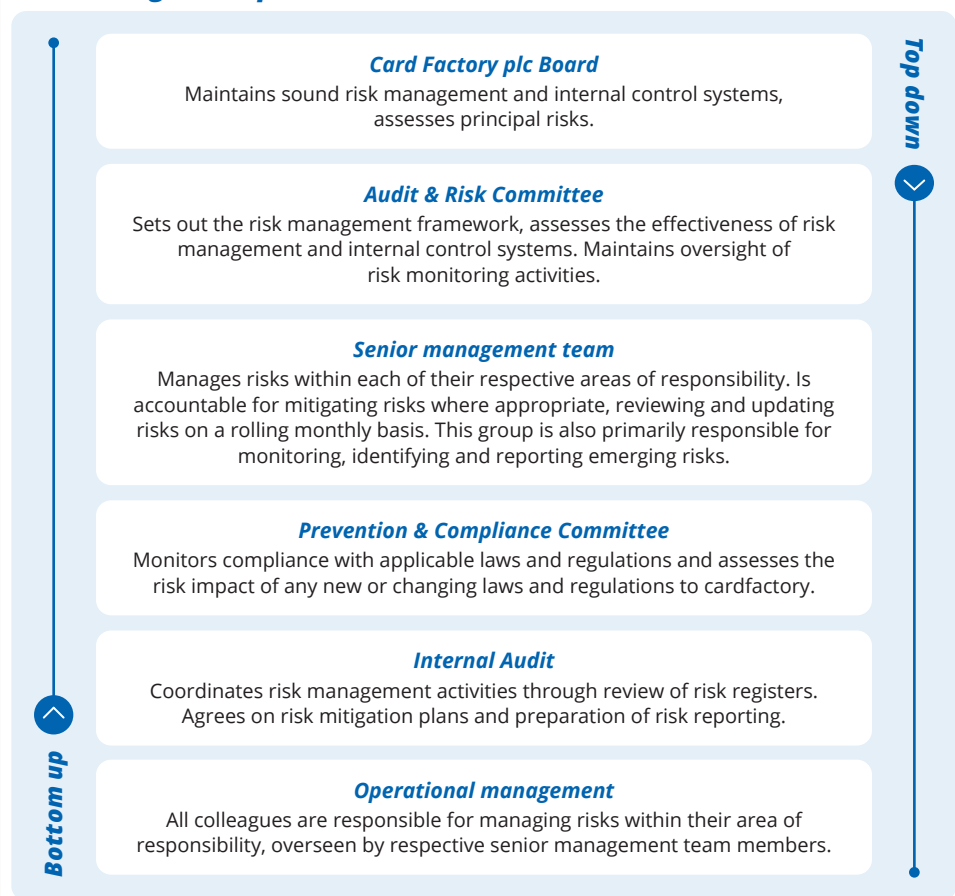 Card Factory plc Board
Maintains sound risk management and internal control systems,
assesses principal risks.
Top down
Audit & Risk Committee
Sets out the risk management framework, assesses the effectiveness of risk
management and internal control systems. Maintains oversight of
risk monitoring activities.
Senior management team
Manages risks within each of their respective areas of responsibility. Is
accountable for mitigating risks where appropriate, reviewing and updating
risks on a rolling monthly basis. This group is also primarily responsible for
monitoring, identifying and reporting emerging risks.
Prevention & Compliance Committee
Monitors compliance with applicable laws and regulations and assesses the
risk impact of any new or changing laws and regulations to cardfactory.
Internal Audit
Coordinates risk management activities through review of risk registers.
Agrees on risk mitigation plans and preparation of risk reporting.
Bottom up
Operational management
All colleagues are responsible for managing risks within their area of
responsibility, overseen by respective senior management team members.